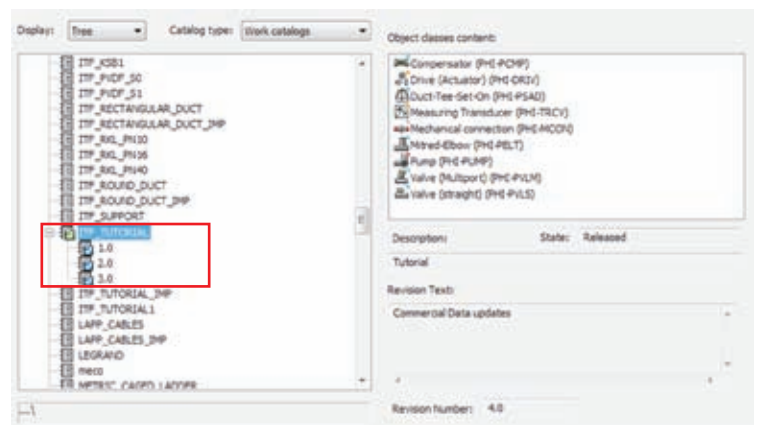 Display: Tree Catalog type: Work catalogs
ITF_KSB1
ITF_PVDF_S0
ITF_PVDF_S1
ITF_RECTANGULAR_DUCT
ITF_RECTANGULAR_DUCT_IMP
ITF_RKL_PN10
ITF_RKL_PN16
ITF_RKL_PN40
ITF_ROUND_DUCT
ITF_ROUND_DUCT_IMP
ITF_SUPPORT
ITF_TUTORIAL
1.0
2.0
3.0
ITF_TUTORIAL_IMP
ITF_TUTORIAL1
LAPP_CABLES
LAPP_CABLES_IMP
LEGRAND
meco
METRIC_CAGED_LADDER
...\
Object classes content:
Compensator (PHI-PCMP)
Drive (Actuator) (PHI-DRIV)
Duct-Tee-Set-On (PHI-PSAD)
Measuring Transducer (PHI-TRCV)
Mechanical connection (PHI-MCON)
Mitred-Elbow (PHI-PELT)
Pump (PHI-PUMP)
Valve (Multiport) (PHI-PVLM)
Valve (straight) (PHI-PVLS)
Description: State: Released
Tutorial
Revision Text:
Commercial Data updates
Revision Number: 4.0